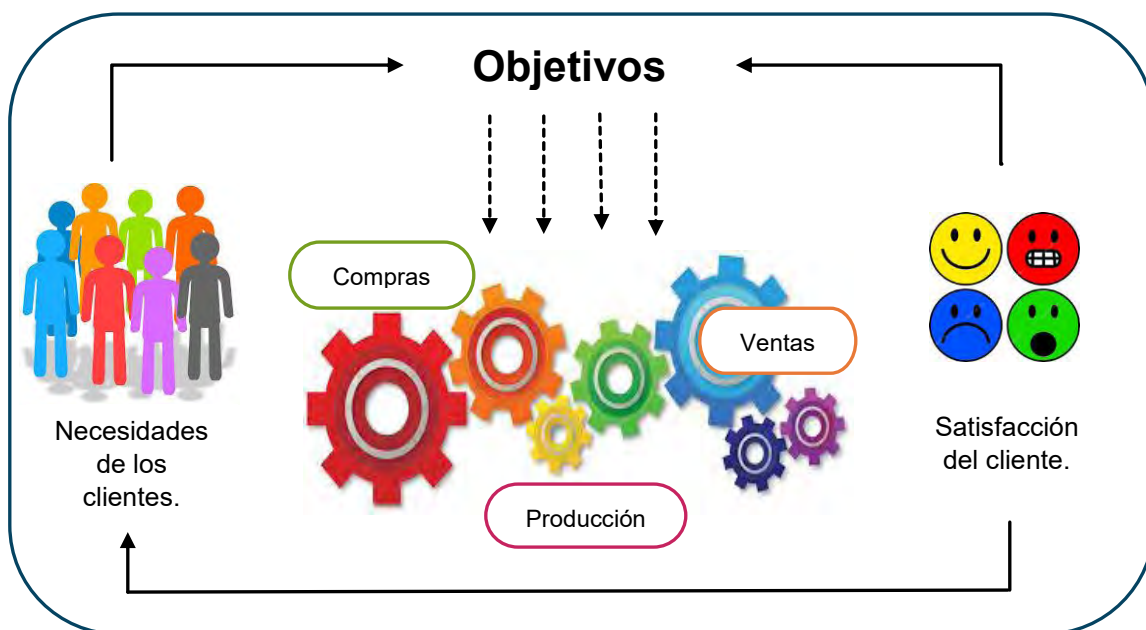 Objetivos
Compras
Ventas
Producción
Necesidades
de los
clientes.
Satisfacción
del cliente.